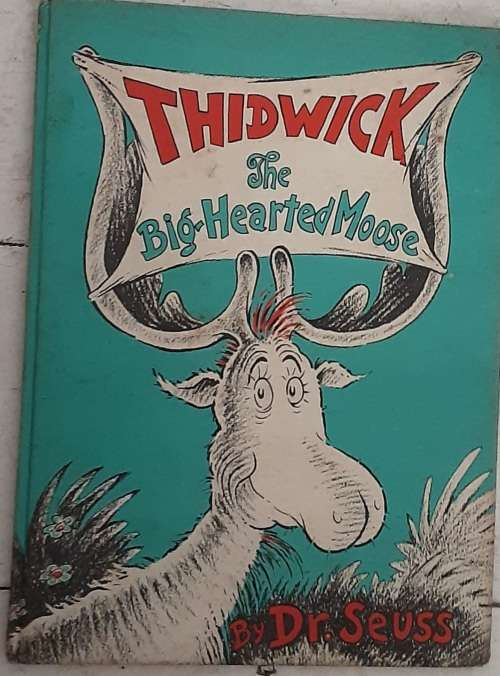 THIDWICK
The
Big-Hearted Moose
By Dr. Seuss